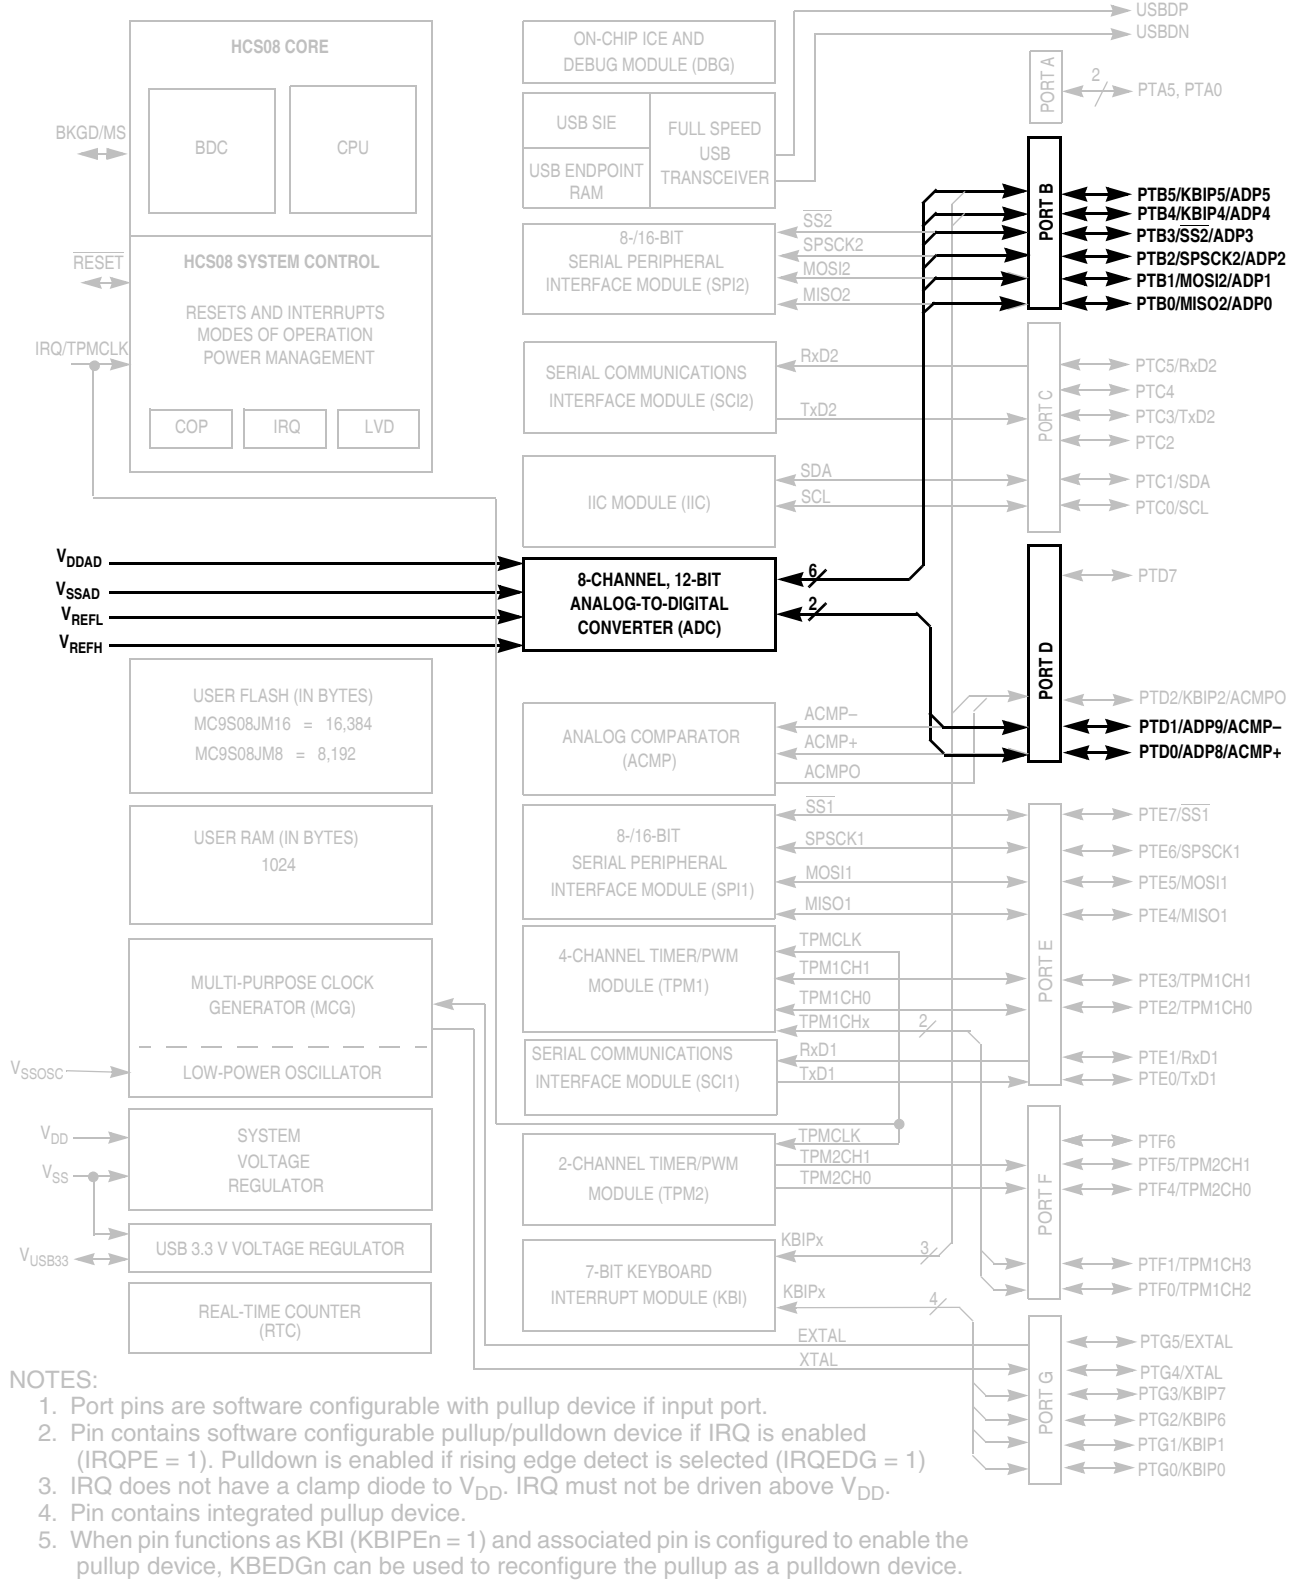 HCS08 CORE
BDC
CPU
BKGD/MS
RESET
HCS08 SYSTEM CONTROL
RESETS AND INTERRUPTS
MODES OF OPERATION
POWER MANAGEMENT
IRQ/TPMCLK
COP
IRQ
LVD
VDDAD
VSSAD
VREFL
VREFH
USER FLASH (IN BYTES)
MC9S08JM16 = 16,384
MC9S08JM8 = 8,192
USER RAM (IN BYTES)
1024
MULTI-PURPOSE CLOCK
GENERATOR (MCG)
LOW-POWER OSCILLATOR
VSSOSC
VDD
VSS
SYSTEM
VOLTAGE
REGULATOR
VUSB33
USB 3.3 V VOLTAGE REGULATOR
REAL-TIME COUNTER
(RTC)
ON-CHIP ICE AND
DEBUG MODULE (DBG)
USB SIE
USB ENDPOINT
RAM
FULL SPEED
USB
TRANSCEIVER
8-/16-BIT
SERIAL PERIPHERAL
INTERFACE MODULE (SPI2)
SS2
SPSCK2
MOSI2
MISO2
SERIAL COMMUNICATIONS
INTERFACE MODULE (SCI2)
RxD2
TxD2
IIC MODULE (IIC)
SDA
SCL
8-CHANNEL, 12-BIT
ANALOG-TO-DIGITAL
CONVERTER (ADC)
6
2
ANALOG COMPARATOR
(ACMP)
ACMP–
ACMP+
ACMPO
8-/16-BIT
SERIAL PERIPHERAL
INTERFACE MODULE (SPI1)
SS1
SPSCK1
MOSI1
MISO1
4-CHANNEL TIMER/PWM
MODULE (TPM1)
TPMCLK
TPM1CH1
TPM1CH0
TPM1CHx
2
SERIAL COMMUNICATIONS
INTERFACE MODULE (SCI1)
RxD1
TxD1
2-CHANNEL TIMER/PWM
MODULE (TPM2)
TPMCLK
TPM2CH1
TPM2CH0
7-BIT KEYBOARD
INTERRUPT MODULE (KBI)
KBIPx
3
KBIPx
4
EXTAL
XTAL
USBDP
USBDN
PORT A
2
PTA5, PTA0
PORT B
PTB5/KBIP5/ADP5
PTB4/KBIP4/ADP4
PTB3/SS2/ADP3
PTB2/SPSCK2/ADP2
PTB1/MOSI2/ADP1
PTB0/MISO2/ADP0
PORT C
PTC5/RxD2
PTC4
PTC3/TxD2
PTC2
PTC1/SDA
PTC0/SCL
PORT D
PTD7
PTD2/KBIP2/ACMPO
PTD1/ADP9/ACMP–
PTD0/ADP8/ACMP+
PORT E
PTE7/SS1
PTE6/SPSCK1
PTE5/MOSI1
PTE4/MISO1
PTE3/TPM1CH1
PTE2/TPM1CH0
PTE1/RxD1
PTE0/TxD1
PORT F
PTF6
PTF5/TPM2CH1
PTF4/TPM2CH0
PTF1/TPM1CH3
PTF0/TPM1CH2
PORT G
PTG5/EXTAL
PTG4/XTAL
PTG3/KBIP7
PTG2/KBIP6
PTG1/KBIP1
PTG0/KBIP0
NOTES:
1. Port pins are software configurable with pullup device if input port.
2. Pin contains software configurable pullup/pulldown device if IRQ is enabled
(IRQPE = 1). Pulldown is enabled if rising edge detect is selected (IRQEDG = 1)
3. IRQ does not have a clamp diode to VDD. IRQ must not be driven above VDD.
4. Pin contains integrated pullup device.
5. When pin functions as KBI (KBIPEn = 1) and associated pin is configured to enable the
pullup device, KBEDGn can be used to reconfigure the pullup as a pulldown device.